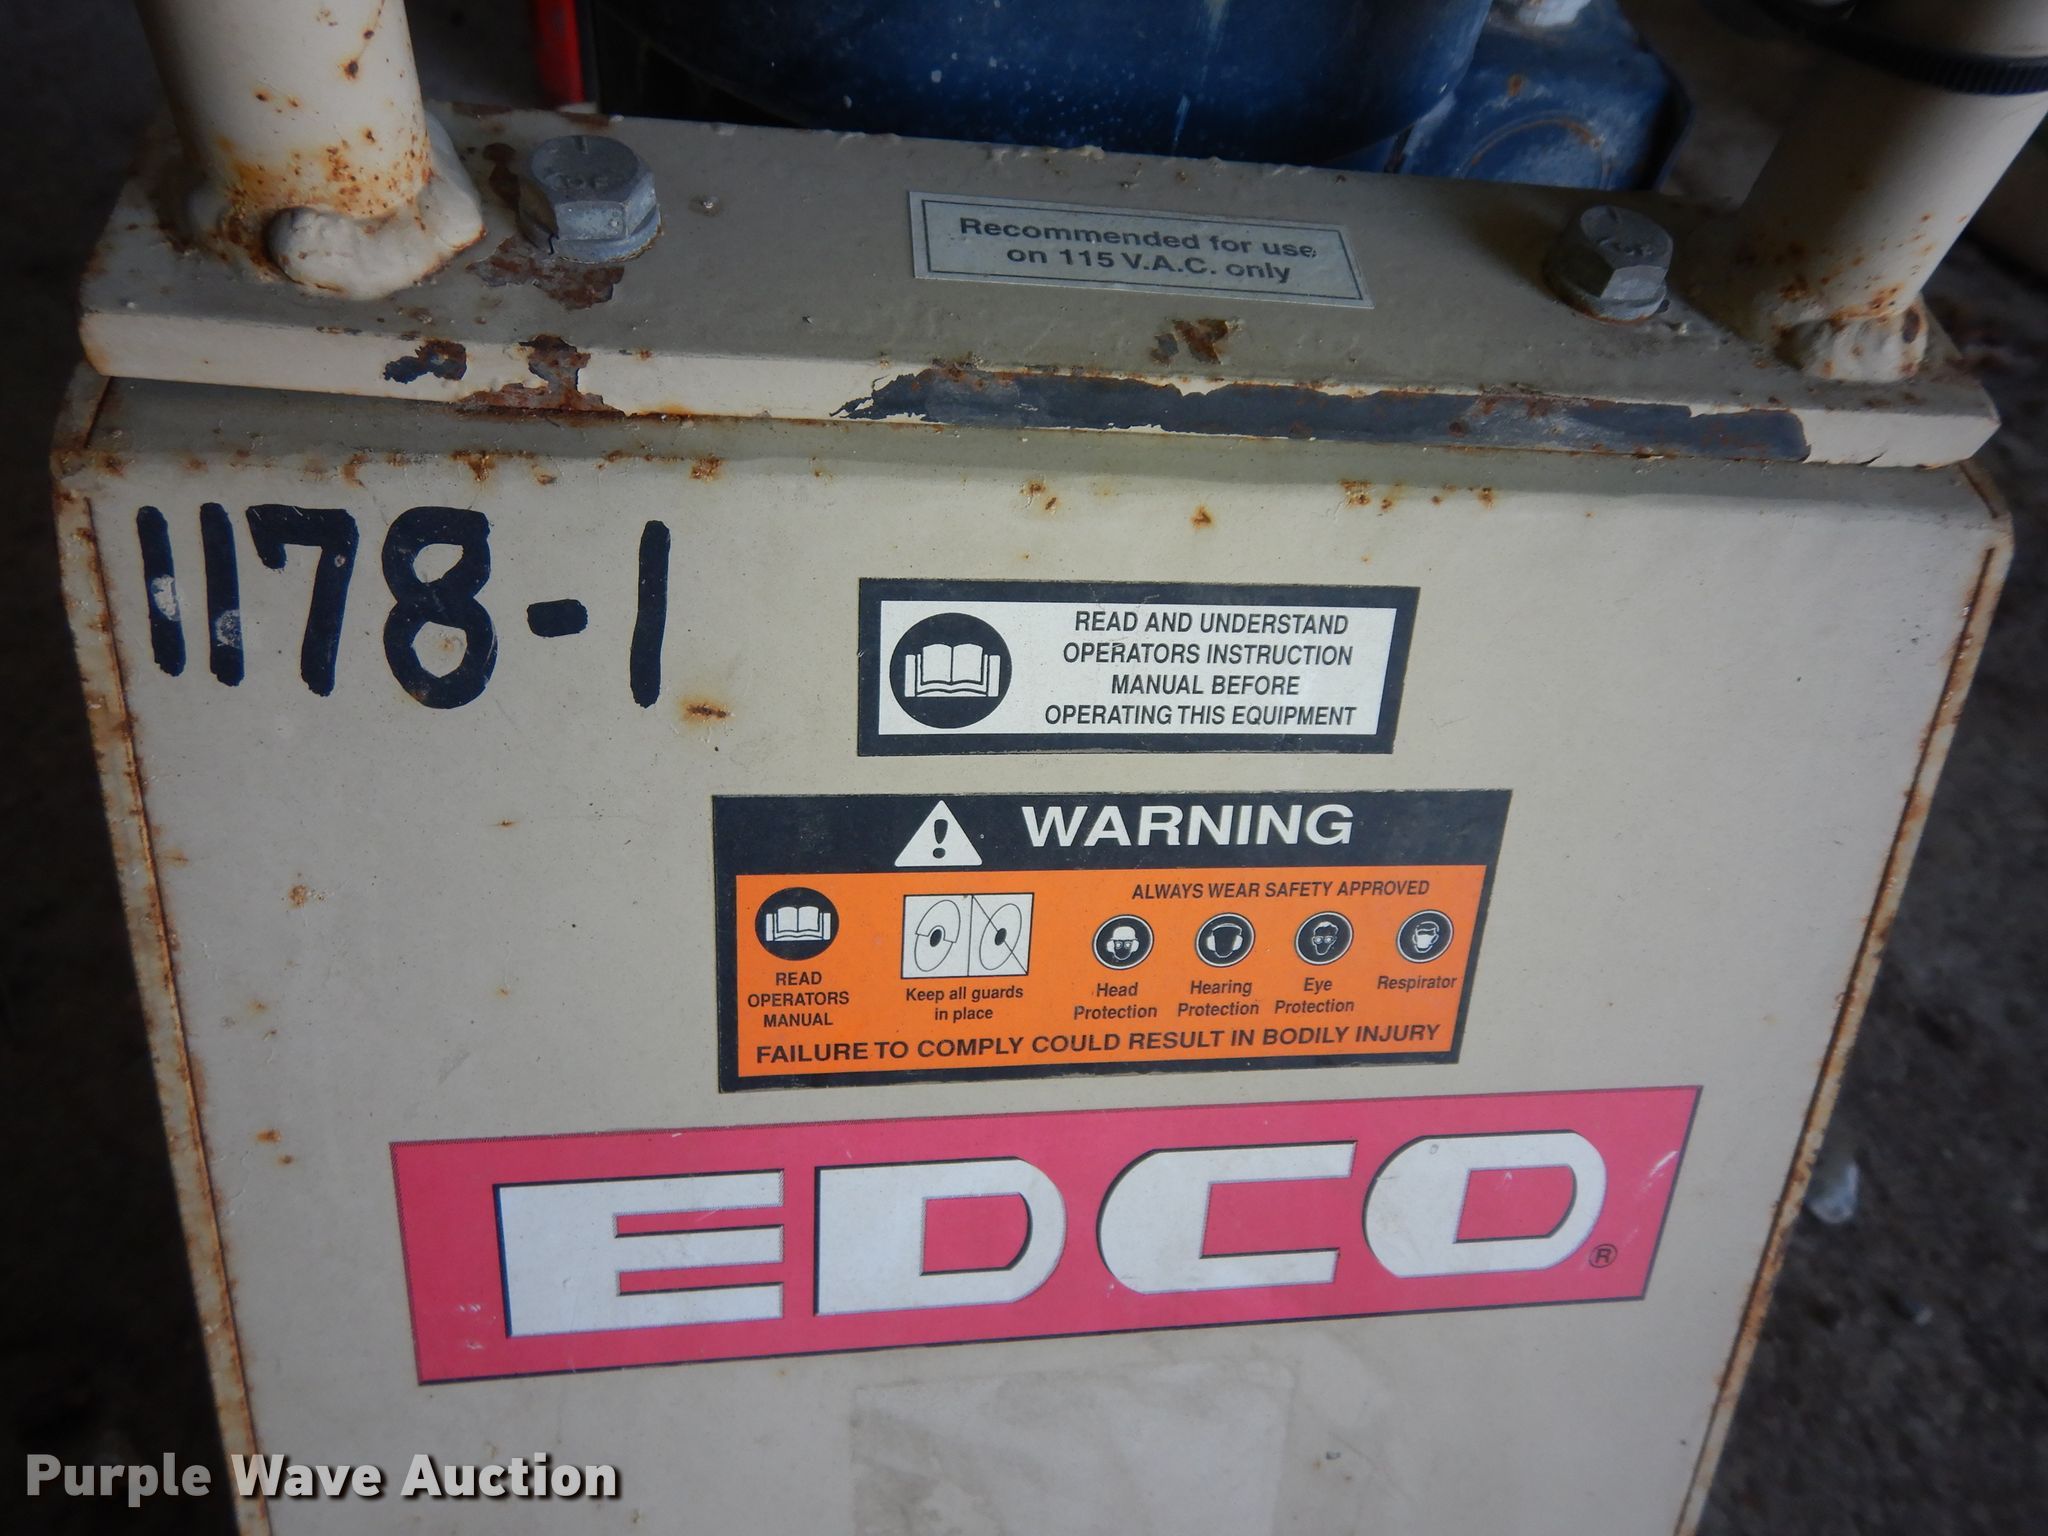 Recommended for use
on 115 V.A.C. only
1178-1
READ AND UNDERSTAND
OPERATORS INSTRUCTION
MANUAL BEFORE
OPERATING THIS EQUIPMENT
WARNING
ALWAYS WEAR SAFETY APPROVED
READ
OPERATORS
MANUAL
Keep all guards
in place
Head
Protection
Hearing
Protection
Eye
Protection
Respirator
FAILURE TO COMPLY COULD RESULT IN BODILY INJURY
EDCO®
Purple Wave Auction